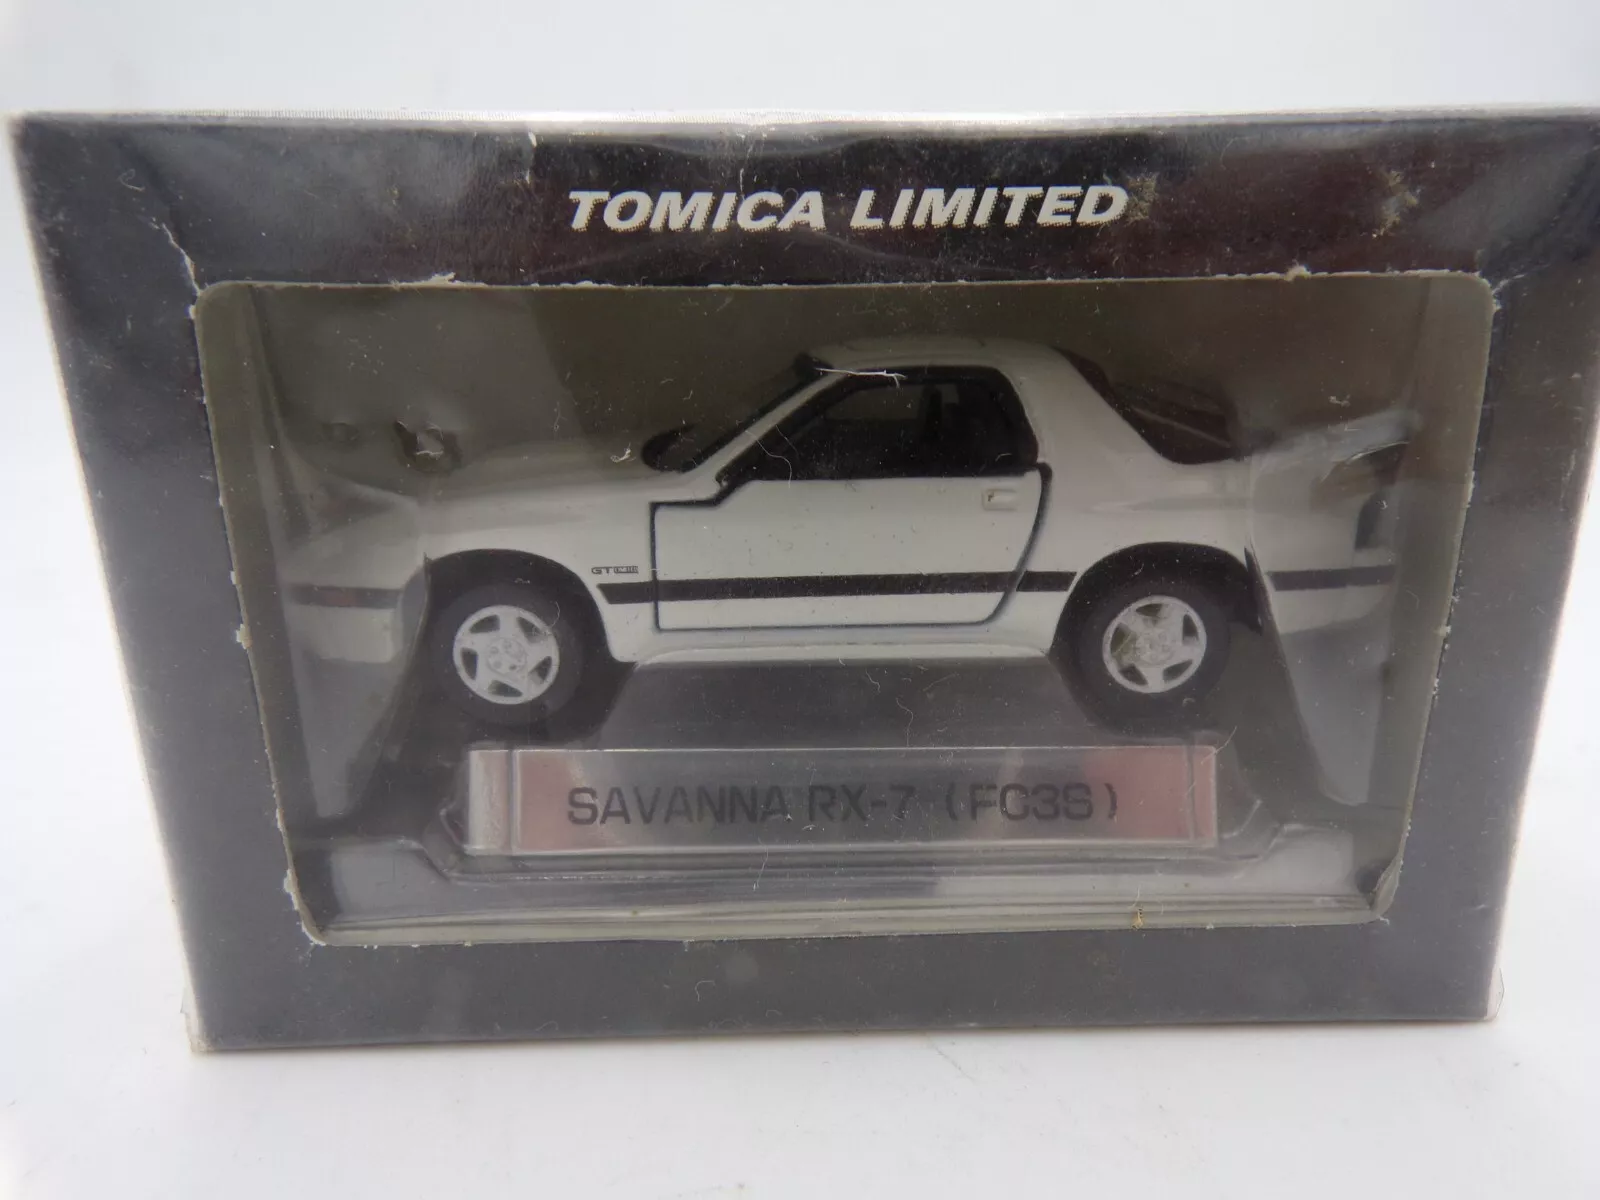 TOMICA LIMITED
SAVANNA RX-7 (FC3S)